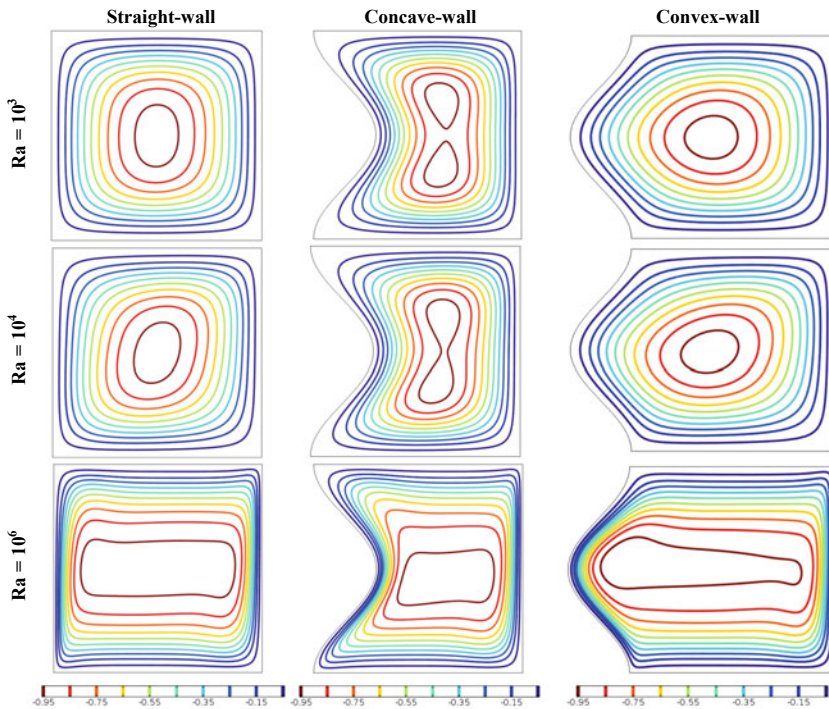 Straight-wall Concave-wall Convex-wall
Ra = 10³
Ra = 10⁴
Ra = 10⁶
-0.95 -0.75 -0.55 -0.35 -0.15 -0.95 -0.75 -0.55 -0.35 -0.15 -0.95 -0.75 -0.55 -0.35 -0.15